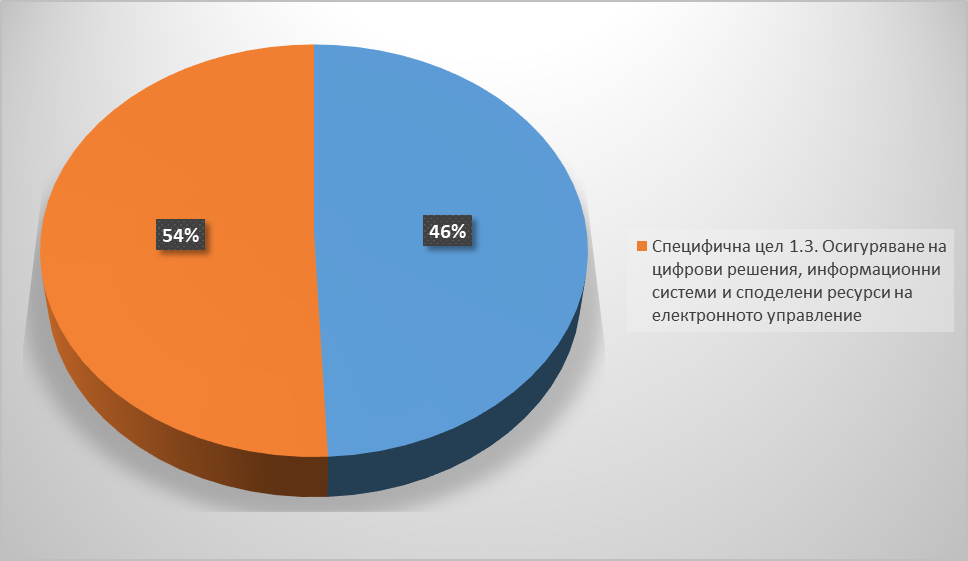 54%
46%
Специфична цел 1.3. Осигуряване на
цифрови решения, информационни
системи и споделени ресурси на
електронното управление